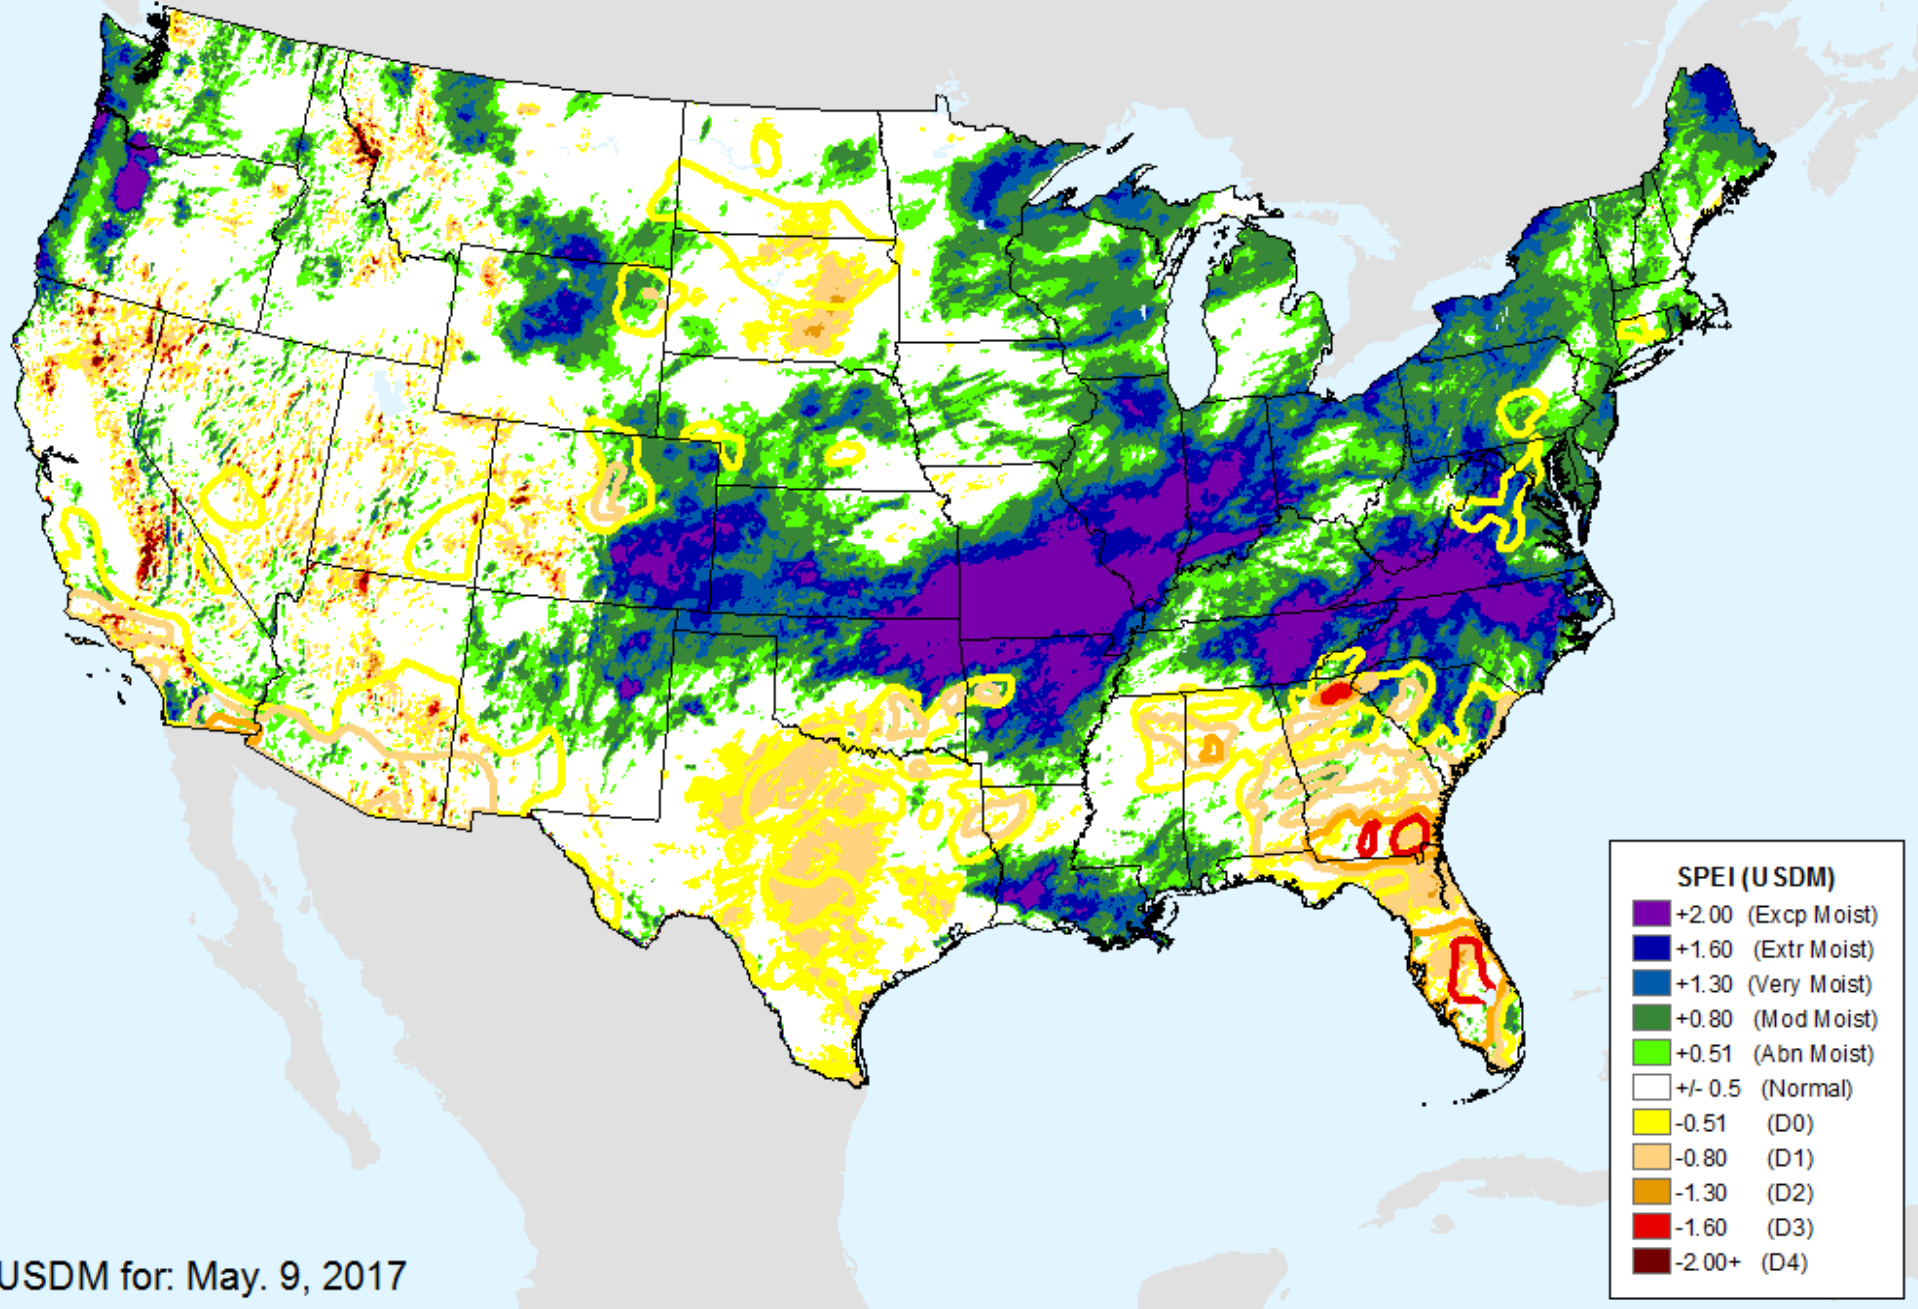 SPEI (USDM)
+2.00 (Excp Moist)
+1.60 (Extr Moist)
+1.30 (Very Moist)
+0.80 (Mod Moist)
+0.51 (Abn Moist)
+/- 0.5 (Normal)
-0.51 (D0)
-0.80 (D1)
-1.30 (D2)
-1.60 (D3)
-2.00+ (D4)
USDM for: May. 9, 2017